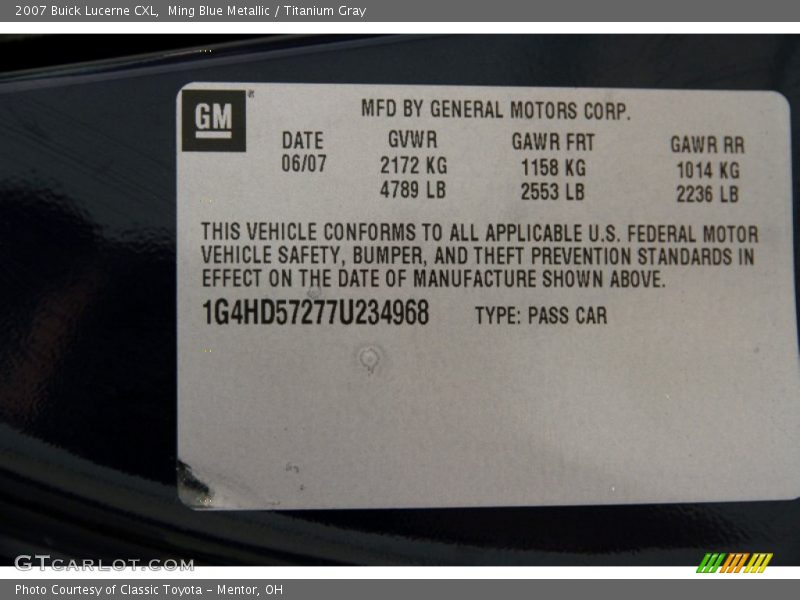 2007 Buick Lucerne CXL,  Ming Blue Metallic / Titanium Gray
GM ® MFD BY GENERAL MOTORS CORP.
DATE GVWR GAWR FRT GAWR RR
06/07 2172 KG 1158 KG 1014 KG
4789 LB 2553 LB 2236 LB
THIS VEHICLE CONFORMS TO ALL APPLICABLE U.S. FEDERAL MOTOR
VEHICLE SAFETY, BUMPER, AND THEFT PREVENTION STANDARDS IN
EFFECT ON THE DATE OF MANUFACTURE SHOWN ABOVE.
1G4HD57277U234968 TYPE: PASS CAR
GTCARLOT.COM
Photo Courtesy of Classic Toyota - Mentor, OH